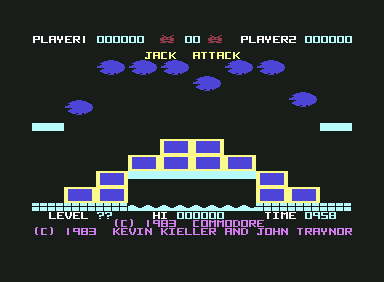 PLAYER1 000000 00 PLAYER2 000000
JACK ATTACK
LEVEL ?? HI 000000 TIME 0958
(C) 1983 COMMODORE
(C) 1983 KEVIN KIELLER AND JOHN TRAYNOR